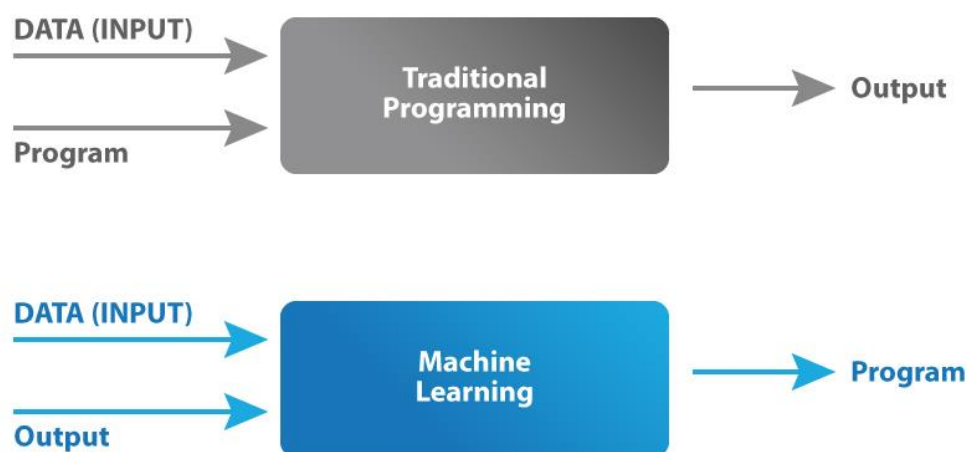 DATA (INPUT)
Program
Traditional
Programming
Output
DATA (INPUT)
Output
Machine
Learning
Program